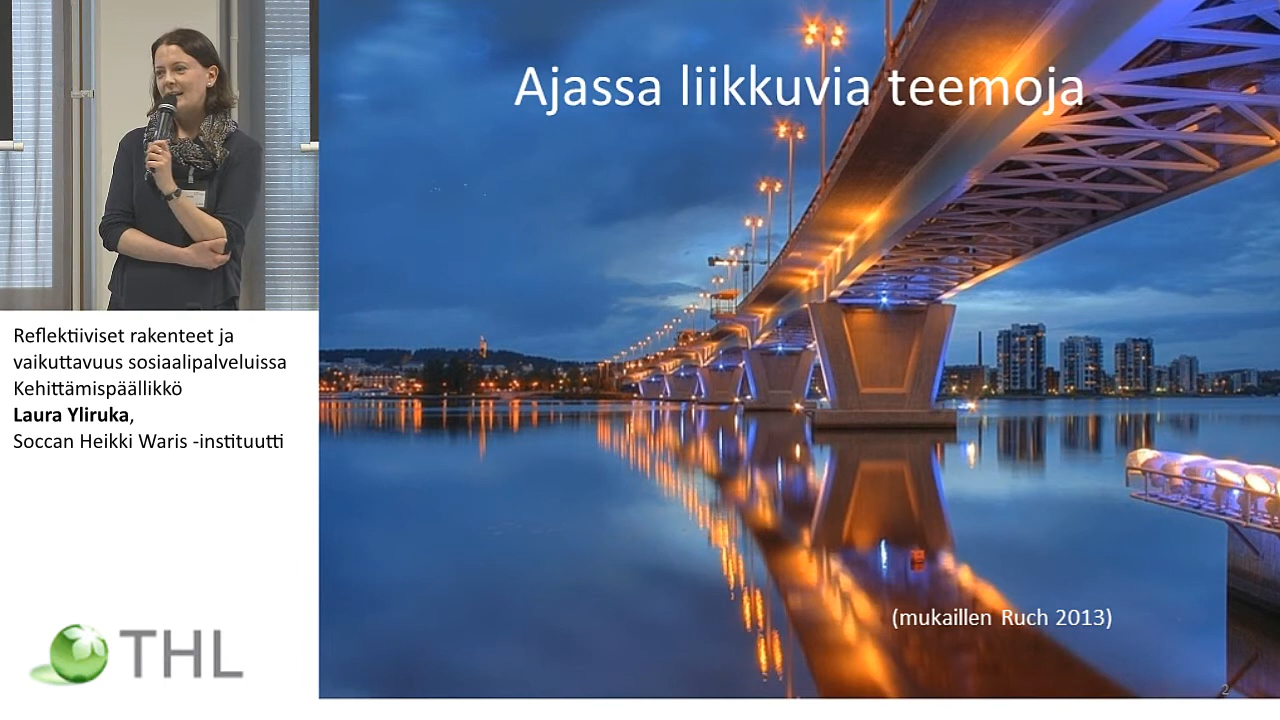 Ajassa liikkuvia teemoja
Reflektiiviset rakenteet ja
vaikuttavuus sosiaalipalveluissa
Kehittämispäällikkö
Laura Yliruka,
Soccan Heikki Waris -instituutti
(mukaillen Ruch 2013)
THL
2